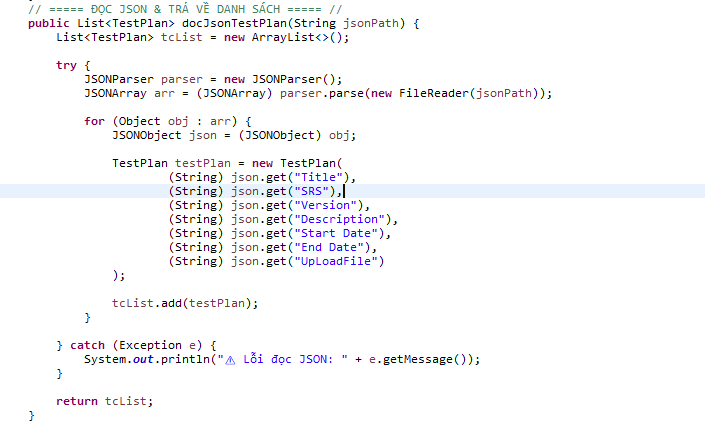 // ===== ĐỌC JSON & TRẢ VỀ DANH SÁCH ===== //
public List<TestPlan> docJsonTestPlan(String jsonPath) {
List<TestPlan> tcList = new ArrayList<>();
try {
JSONParser parser = new JSONParser();
JSONArray arr = (JSONArray) parser.parse(new FileReader(jsonPath));
for (Object obj : arr) {
JSONObject json = (JSONObject) obj;
TestPlan testPlan = new TestPlan(
(String) json.get("Title"),
(String) json.get("SRS"),
(String) json.get("Version"),
(String) json.get("Description"),
(String) json.get("Start Date"),
(String) json.get("End Date"),
(String) json.get("UpLoadFile")
);
tcList.add(testPlan);
}
} catch (Exception e) {
System.out.println("⚠ Lỗi đọc JSON: " + e.getMessage());
}
return tcList;
}